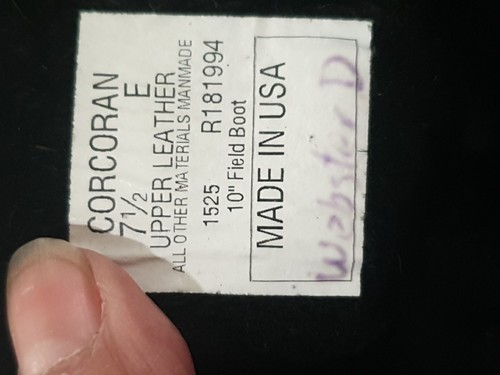 CORCORAN
7½ E
UPPER LEATHER
ALL OTHER MATERIALS MANMADE
1525 R181994
10" Field Boot
MADE IN USA
Webster D